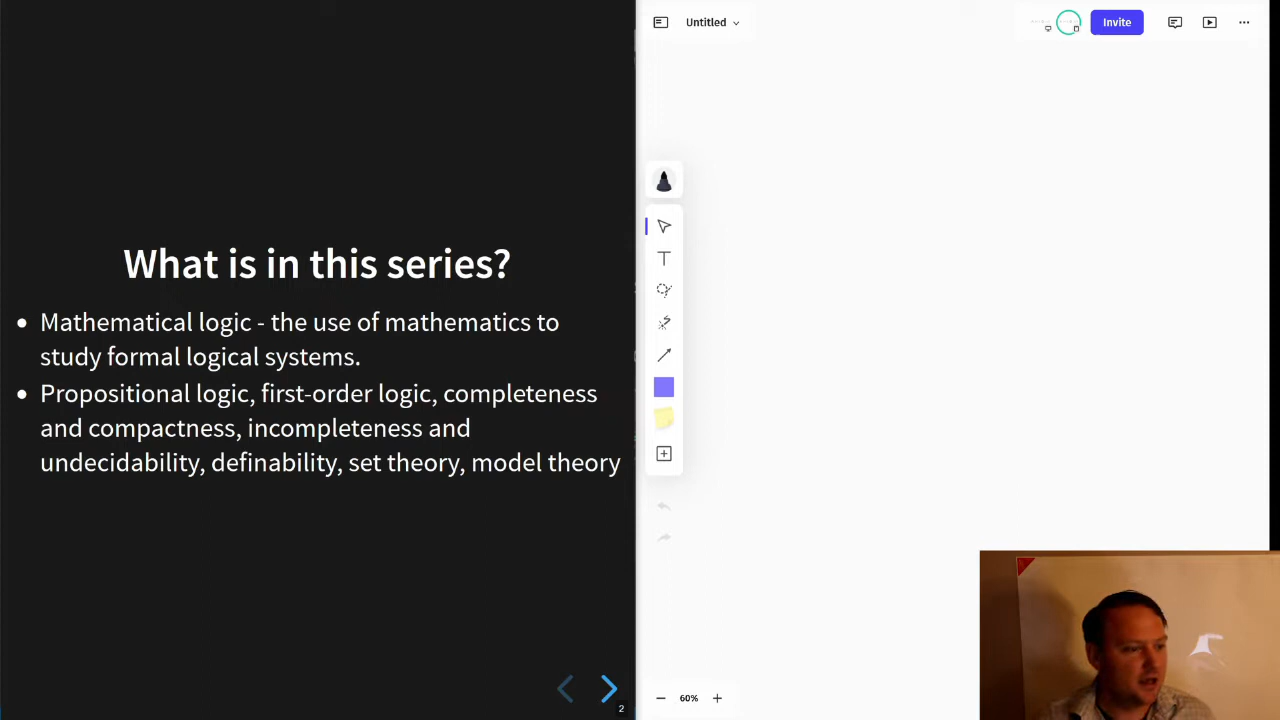 What is in this series?
• Mathematical logic - the use of mathematics to
study formal logical systems.
• Propositional logic, first-order logic, completeness
and compactness, incompleteness and
undecidability, definability, set theory, model theory
2
Untitled
Invite
T
60%